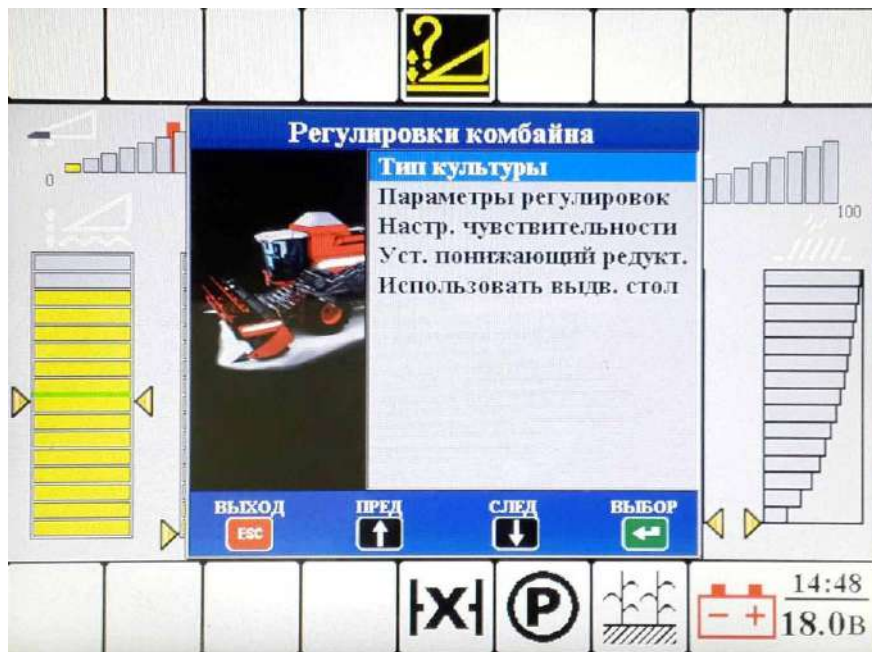 ?
Регулировки комбайна
Тип культуры
Параметры регулировок
Настр. чувствительности
Уст. понижающий редукт.
Использовать выдв. стол
0
100
ВЫХОД
ПРЕД
СЛЕД
ВЫБОР
ESC
X
P
14:48
18.0В